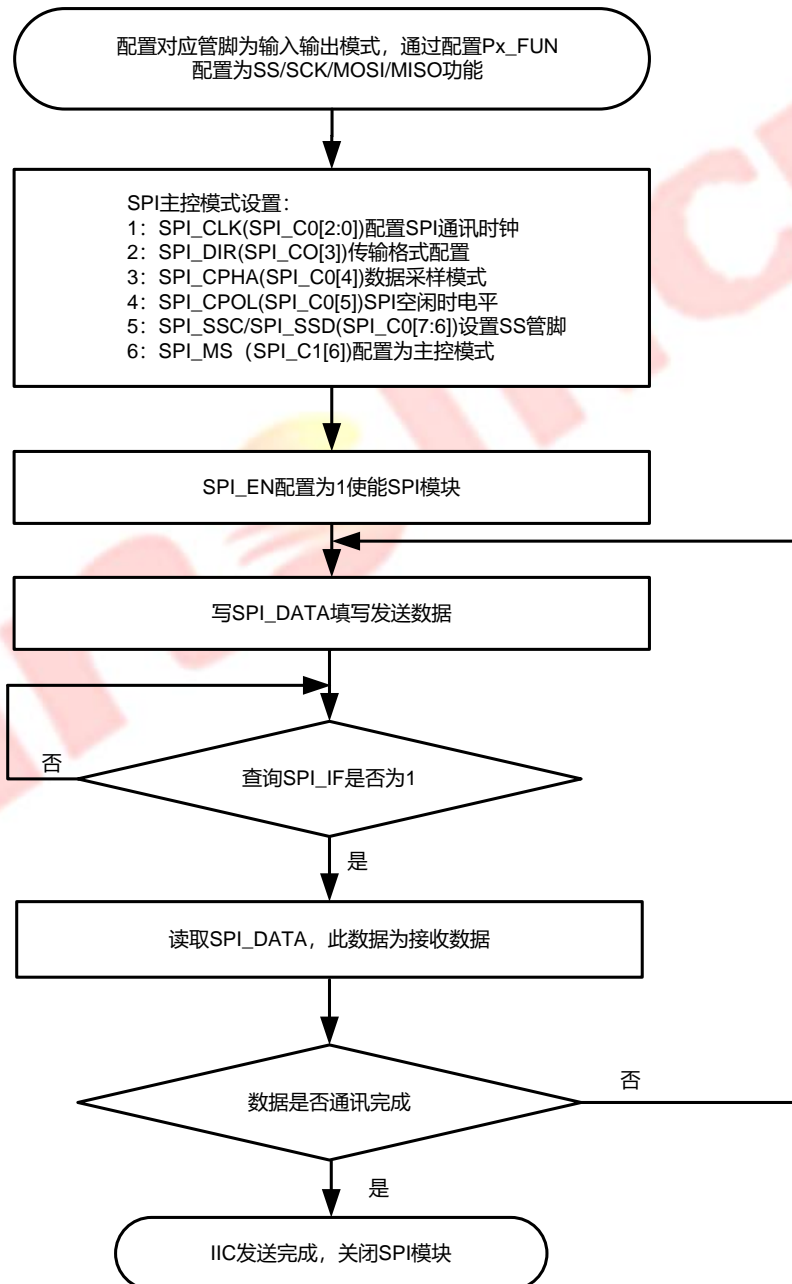 配置对应管脚为输入输出模式，通过配置Px_FUN
配置为SS/SCK/MOSI/MISO功能
SPI主控模式设置：
1：SPI_CLK(SPI_C0[2:0])配置SPI通讯时钟
2：SPI_DIR(SPI_CO[3])传输格式配置
3：SPI_CPHA(SPI_C0[4])数据采样模式
4：SPI_CPOL(SPI_C0[5])SPI空闲时电平
5：SPI_SSC/SPI_SSD(SPI_C0[7:6])设置SS管脚
6：SPI_MS（SPI_C1[6])配置为主控模式
SPI_EN配置为1使能SPI模块
写SPI_DATA填写发送数据
否
查询SPI_IF是否为1
是
读取SPI_DATA，此数据为接收数据
否
数据是否通讯完成
是
IIC发送完成，关闭SPI模块